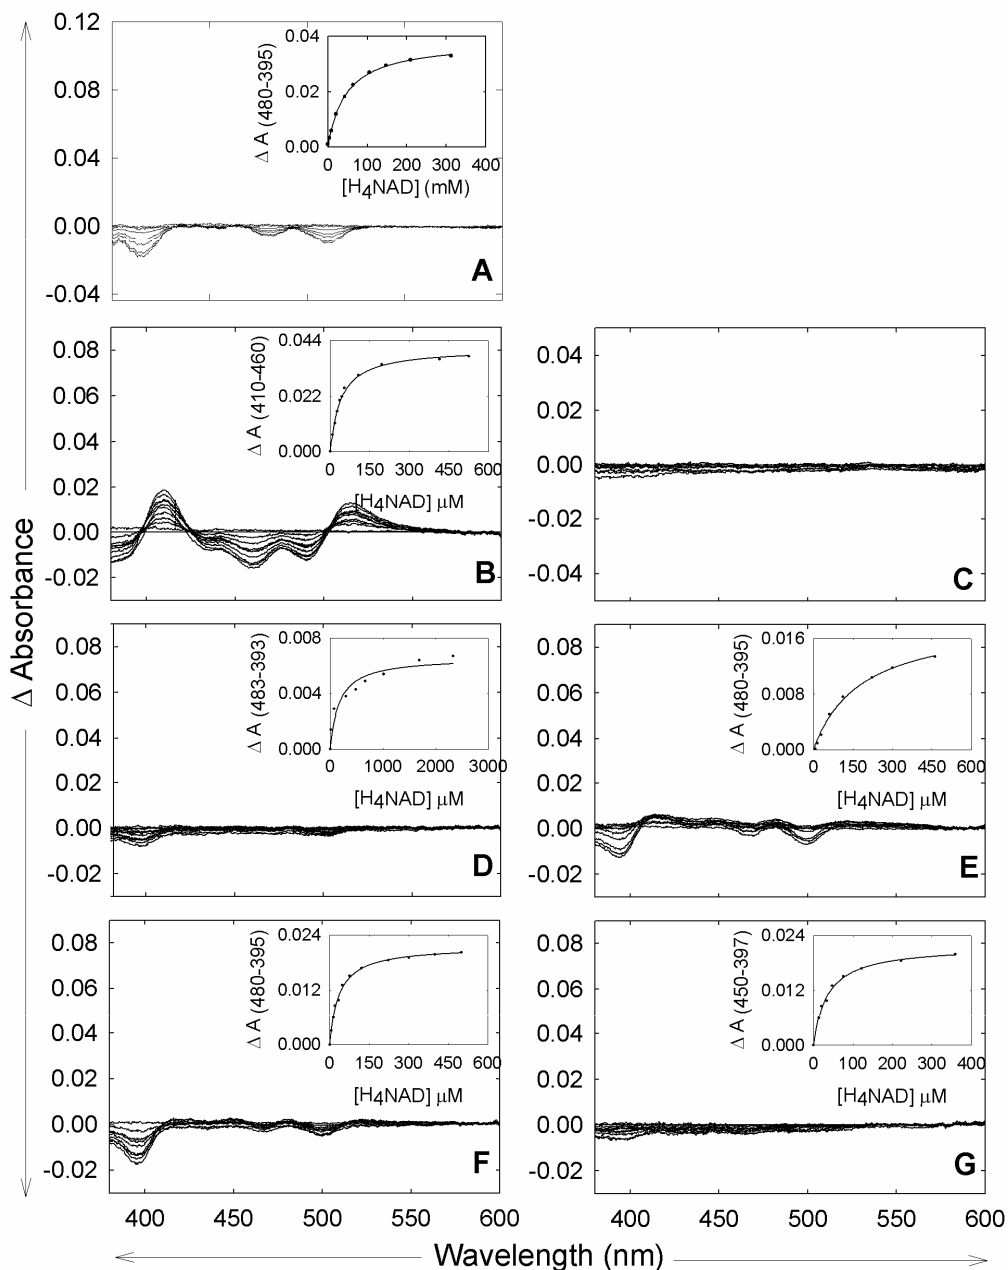 Δ Absorbance
0.12
0.08
0.04
0.00
-0.04
Δ A (480-395)
0.04
0.02
0.00
0 100 200 300 400
[H4NAD] (mM)
A
0.08
0.06
0.04
0.02
0.00
-0.02
Δ A (410-460)
0.044
0.022
0.000
0 150 300 450 600
[H4NAD] μM
B
0.04
0.02
0.00
-0.02
-0.04
C
0.08
0.06
0.04
0.02
0.00
-0.02
Δ A (483-393)
0.008
0.004
0.000
0 1000 2000 3000
[H4NAD] μM
D
0.08
0.06
0.04
0.02
0.00
-0.02
Δ A (480-395)
0.016
0.008
0.000
0 150 300 450 600
[H4NAD] μM
E
0.08
0.06
0.04
0.02
0.00
-0.02
Δ A (480-395)
0.024
0.012
0.000
0 100 200 300 400 500 600
[H4NAD] μM
F
0.08
0.06
0.04
0.02
0.00
-0.02
Δ A (450-397)
0.024
0.012
0.000
0 100 200 300 400
[H4NAD] μM
G
400 450 500 550 600
400 450 500 550 600
Wavelength (nm)